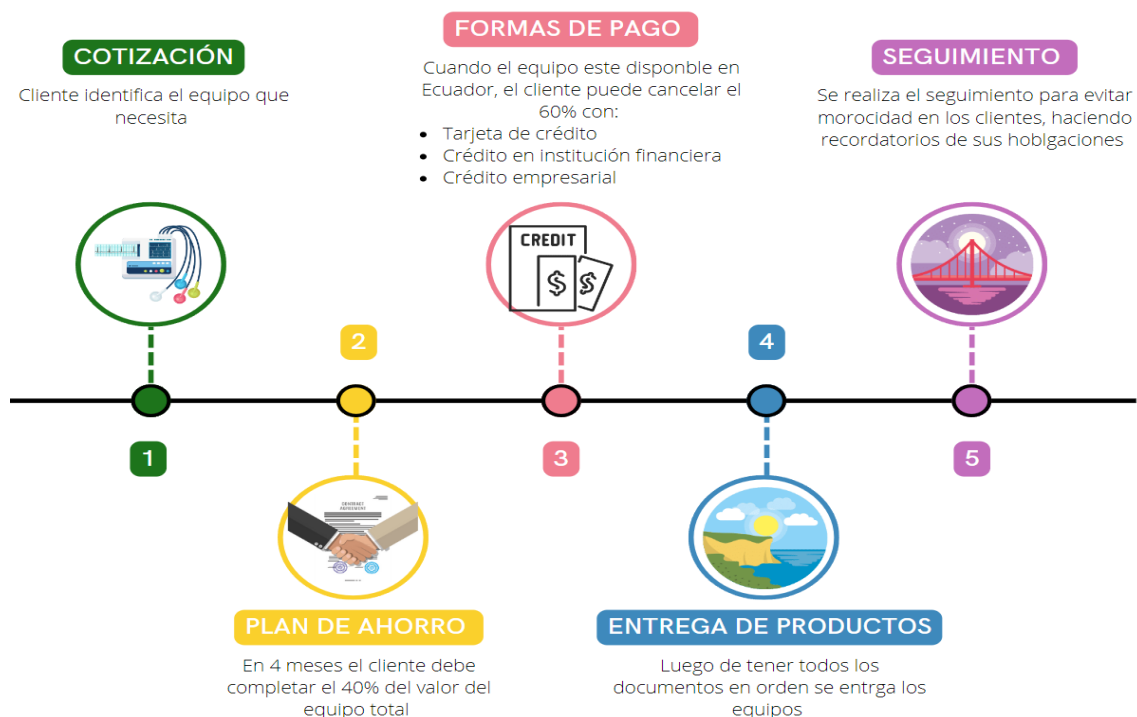 COTIZACIÓN
Cliente identifica el equipo que
necesita
1
2
PLAN DE AHORRO
En 4 meses el cliente debe
completar el 40% del valor del
equipo total
FORMAS DE PAGO
Cuando el equipo este disponble en
Ecuador, el cliente puede cancelar el
60% con:
• Tarjeta de crédito
• Crédito en institución financiera
• Crédito empresarial
CREDIT
$
$
3
4
ENTREGA DE PRODUCTOS
Luego de tener todos los
documentos en orden se entrga los
equipos
SEGUIMIENTO
Se realiza el seguimiento para evitar
morocidad en los clientes, haciendo
recordatorios de sus hoblgaciones
5